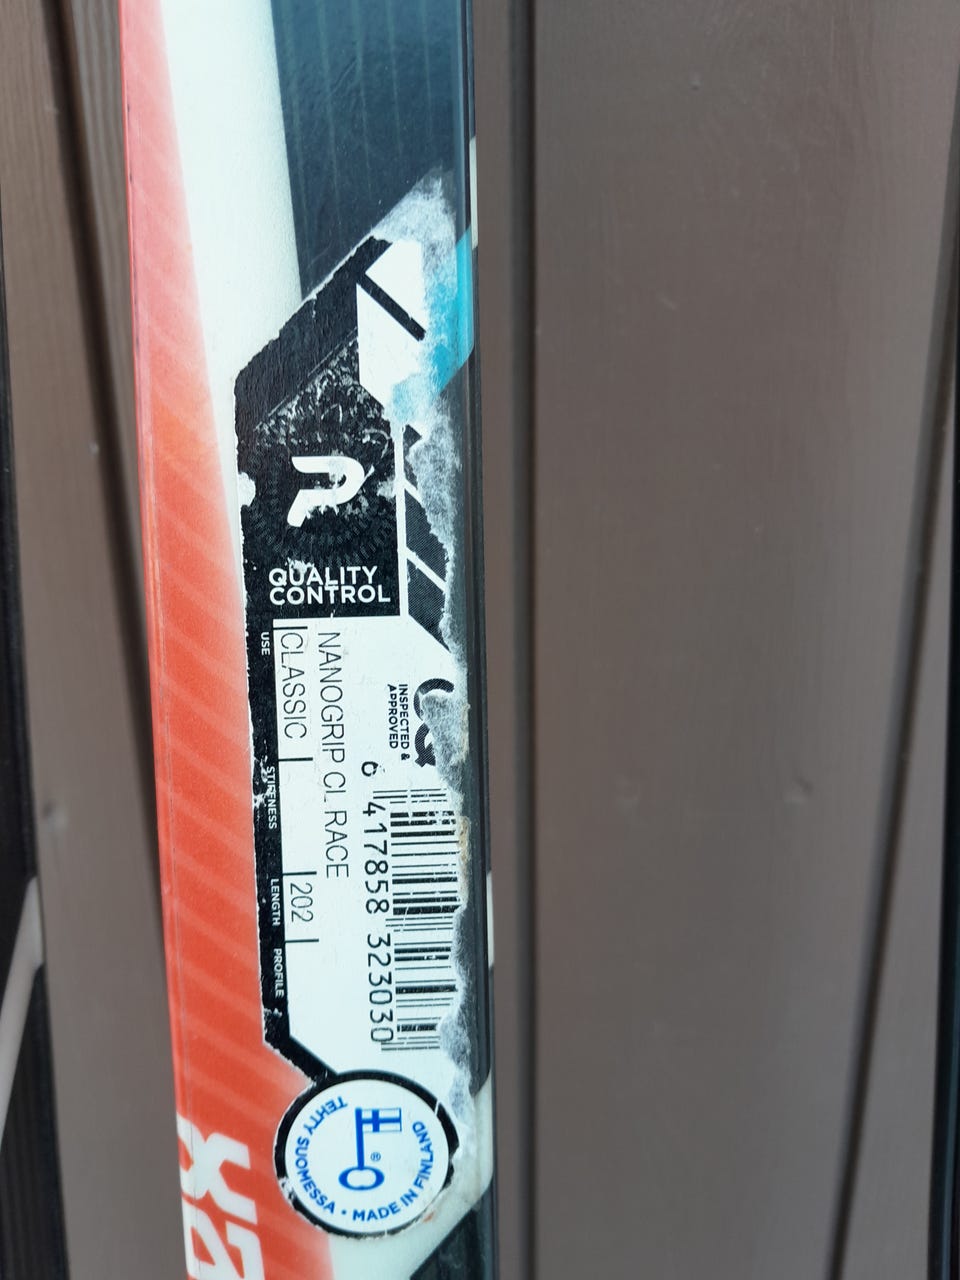 QUALITY
CONTROL
INSPECTED &
APPROVED
6 417858 323030
NANOGRIP CL RACE
USE
CLASSIC
STIFFNESS
LENGTH
202
PROFILE
TEHTY SUOMESSA • MADE IN FINLAND
®